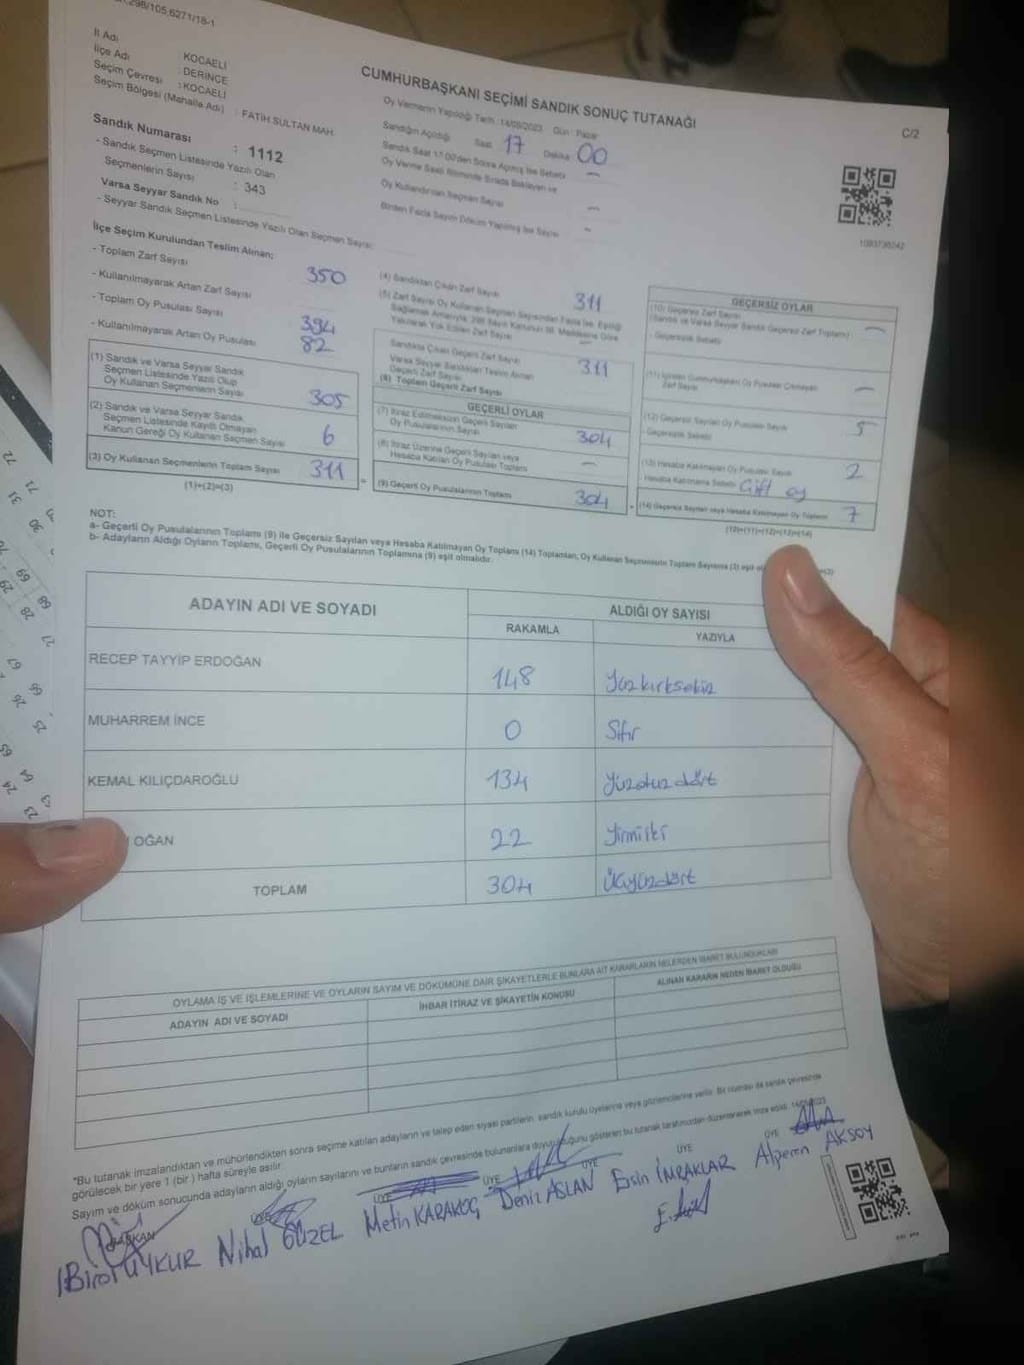 298/105,6271/18-1
İl Adı : KOCAELİ
İlçe Adı : DERİNCE
Seçim Çevresi : KOCAELİ
Seçim Bölgesi (Mahalle Adı) : FATİH SULTAN MAH.
Sandık Numarası : 1112
- Sandık Seçmen Listesinde Yazılı Olan
Seçmenlerin Sayısı : 343
Varsa Seyyar Sandık No :
- Seyyar Sandık Seçmen Listesinde Yazılı Olan Seçmen Sayısı:
CUMHURBAŞKANI SEÇİMİ SANDIK SONUÇ TUTANAĞI
C/2
Oy Vermenin Yapıldığı Tarih : 14/05/2023 Gün : Pazar
Sandığın Açıldığı Saat 17 Dakika 00
Sandık Saat 17:00'den Sonra Açılmış İse Sebebi -
Oy Verme Saati Bitiminde Sırada Bekleyen ve
Oy Kullandırılan Seçmen Sayısı -
Birden Fazla Sayım Döküm Yapılmış İse Sayısı -
İlçe Seçim Kurulundan Teslim Alınan;
- Toplam Zarf Sayısı 350
- Kullanılmayarak Artan Zarf Sayısı
- Toplam Oy Pusulası Sayısı 394
- Kullanılmayarak Artan Oy Pusulası 82
(1) Sandık ve Varsa Seyyar Sandık
Seçmen Listesinde Yazılı Olup
Oy Kullanan Seçmenlerin Sayısı 305
(2) Sandık ve Varsa Seyyar Sandık
Seçmen Listesinde Kayıtlı Olmayan
Kanun Gereği Oy Kullanan Seçmen Sayısı 6
(3) Oy Kullanan Seçmenlerin Toplam Sayısı 311
(1)+(2)=(3)
(4) Sandıktan Çıkan Zarf Sayısı 311
(5) Zarf Sayısı Oy Kullanan Seçmen Sayısından Fazla İse, Eşitliği
Sağlamak Amacıyla, 298 Sayılı Kanunun 98. Maddesine Göre
Yakılarak Yok Edilen Zarf Sayısı -
Sandıkta Çıkan Geçerli Zarf Sayısı 311
Varsa Seyyar Sandıktan Teslim Alınan
Geçerli Zarf Sayısı
(6) Toplam Geçerli Zarf Sayısı
GEÇERLİ OYLAR
(7) İtiraz Edilmeksizin Geçerli Sayılan
Oy Pusulasının Sayısı 304
(8) İtiraz Üzerine Geçerli Sayılan veya
Hesaba Katılan Oy Pusulası Toplamı -
(9) Geçerli Oy Pusulalarının Toplamı 304
1093730242
GEÇERSİZ OYLAR
(10) Geçersiz Zarf Sayısı
(Sandık ve Varsa Seyyar Sandık Geçersiz Zarf Toplamı) -
- Geçersizlik Sebebi
(11) İçinden Cumhurbaşkanı Oy Pusulası Çıkmayan
Zarf Sayısı -
(12) Geçersiz Sayılan Oy Pusulası Sayısı 5
- Geçersizlik Sebebi
(13) Hesaba Katılmayan Oy Pusulası Sayısı 2
- Hesaba Katılmama Sebebi Çift oy
(14) Geçersiz Sayılan veya Hesaba Katılmayan Oy Toplamı 7
(10)+(11)+(12)+(13)=(14)
NOT:
a- Geçerli Oy Pusulalarının Toplamı (9) ile Geçersiz Sayılan veya Hesaba Katılmayan Oy Toplamı (14) Toplamları, Oy Kullanan Seçmenlerin Toplam Sayısına (3) eşit
b- Adayların Aldığı Oyların Toplamı, Geçerli Oy Pusulalarının Toplamına (9) eşit olmalıdır.
ADAYIN ADI VE SOYADI ALDIĞI OY SAYISI
RAKAMLA YAZIYLA
RECEP TAYYİP ERDOĞAN 148 Yüzkırksekiz
MUHARREM İNCE 0 Sıfır
KEMAL KILIÇDAROĞLU 134 Yüzotuzdört
OĞAN 22 Yirmiiki
TOPLAM 304 Üçyüzdört
OYLAMA İŞ VE İŞLEMLERİNE VE OYLARIN SAYIM VE DÖKÜMÜNE DAİR ŞİKAYETLERLE BUNLARA AİT KARARLARIN NELERDEN İBARET BULUNDUKLARI
ADAYIN ADI VE SOYADI İHBAR İTİRAZ VE ŞİKAYETİN KONUSU ALINAN KARARIN NEDEN İBARET OLDUĞU
*Bu tutanak imzalandıktan ve mühürlendikten sonra seçime katılan adayların ve talep eden siyasi partilerin, sandık kurulu üyelerine veya gözlemcilerine verilir. Bir nüshası da sandık çevresinde
görülecek bir yere 1 (bir) hafta süreyle asılır.
Sayım ve döküm sonucunda adayların aldığı oyların sayılarını ve bunların sandık çevresinde bulunanlara duyurulduğunu gösteren bu tutanak tarafımızdan düzenlenerek imza edildi. 14/05/2023
BAŞKAN ÜYE ÜYE ÜYE ÜYE ÜYE ÜYE
Birol UYKUR Nihal GÜZEL Metin KARAKOÇ Deniz ASLAN Ersin İMRAKLAR Alperen AKSOY